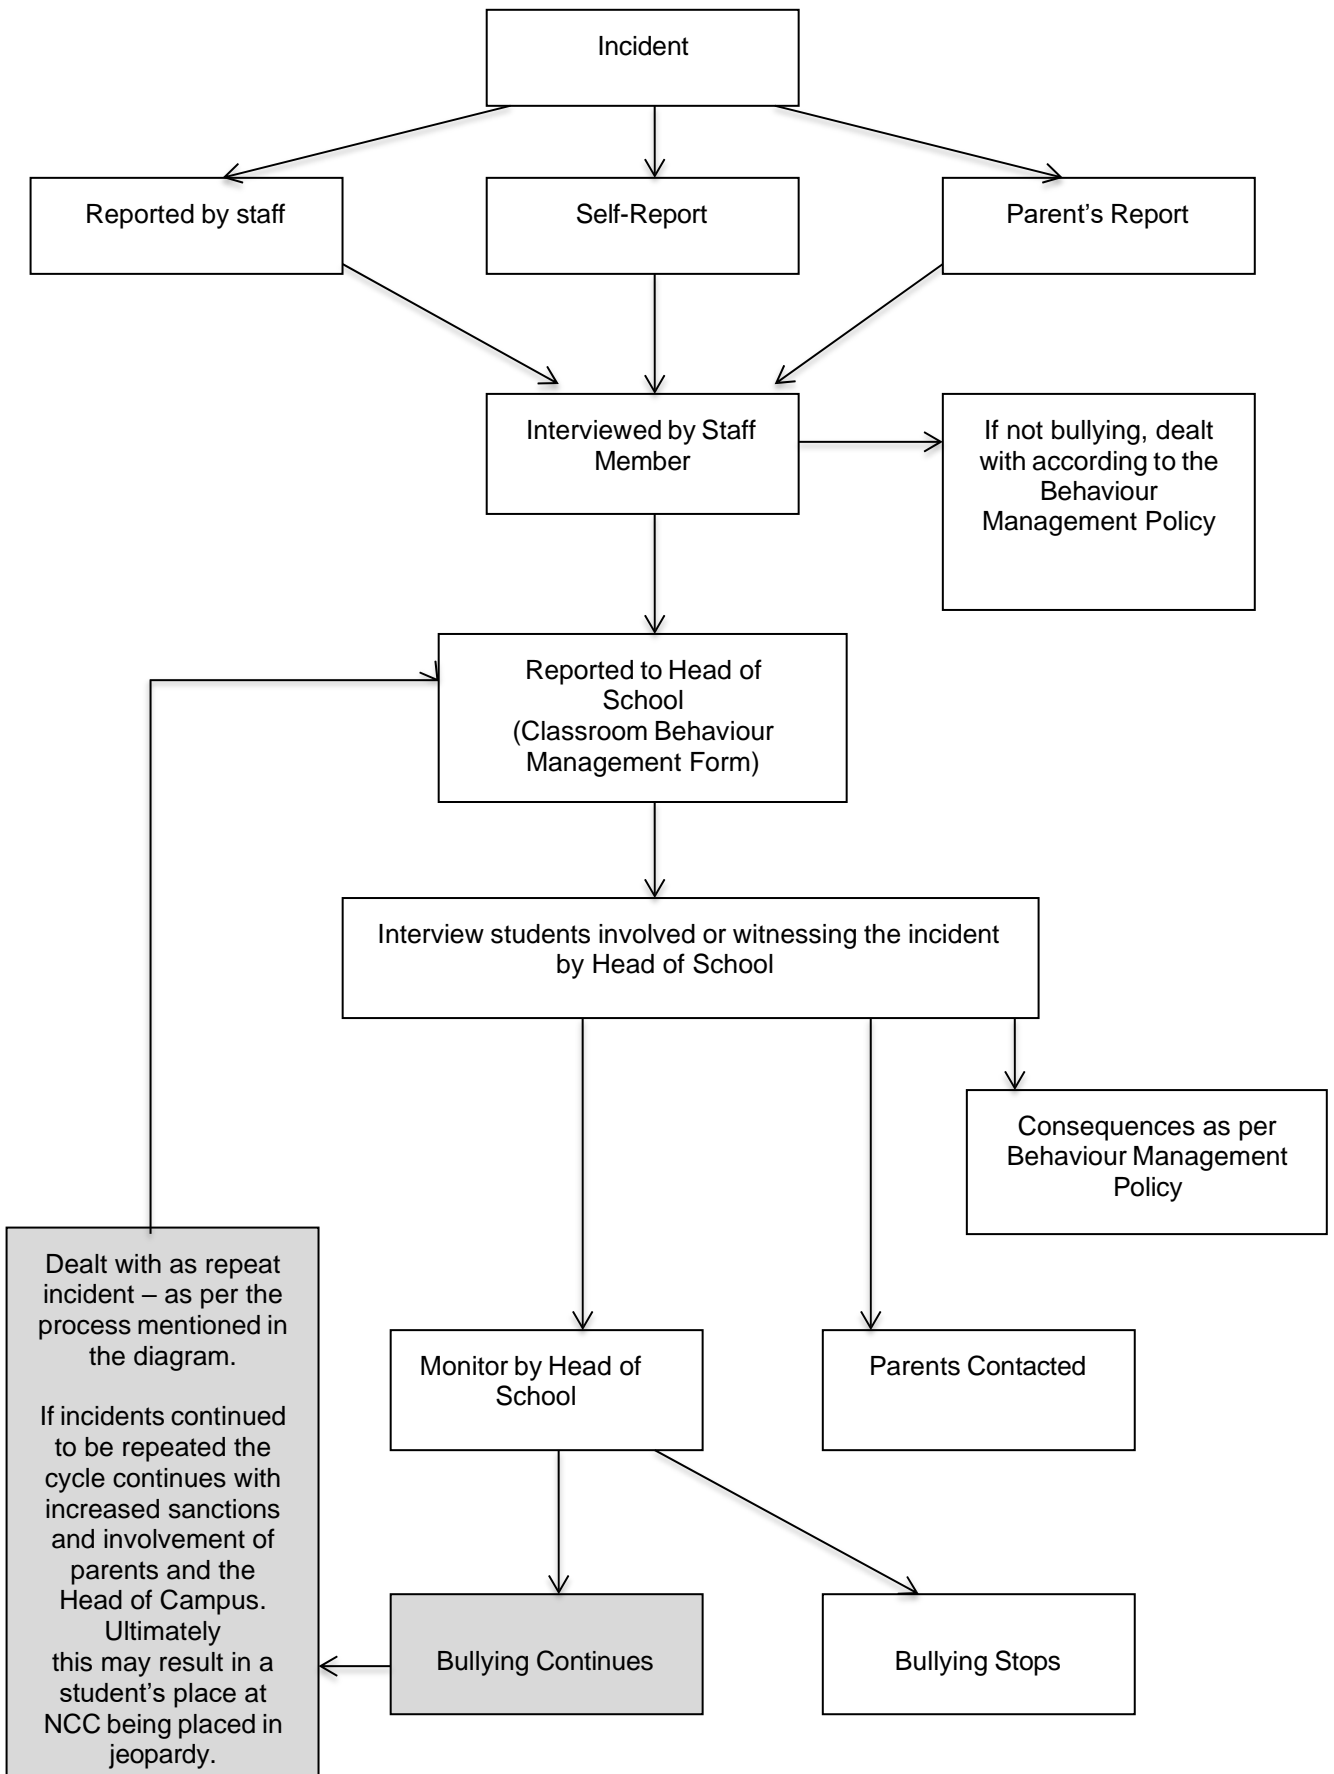 Incident
Reported by staff
Self-Report
Parent’s Report
Interviewed by Staff
Member
If not bullying, dealt
with according to the
Behaviour
Management Policy
Reported to Head of
School
(Classroom Behaviour
Management Form)
Interview students involved or witnessing the incident
by Head of School
Consequences as per
Behaviour Management
Policy
Dealt with as repeat
incident – as per the
process mentioned in
the diagram.
If incidents continued
to be repeated the
cycle continues with
increased sanctions
and involvement of
parents and the
Head of Campus.
Ultimately
this may result in a
student’s place at
NCC being placed in
jeopardy.
Monitor by Head of
School
Parents Contacted
Bullying Continues
Bullying Stops